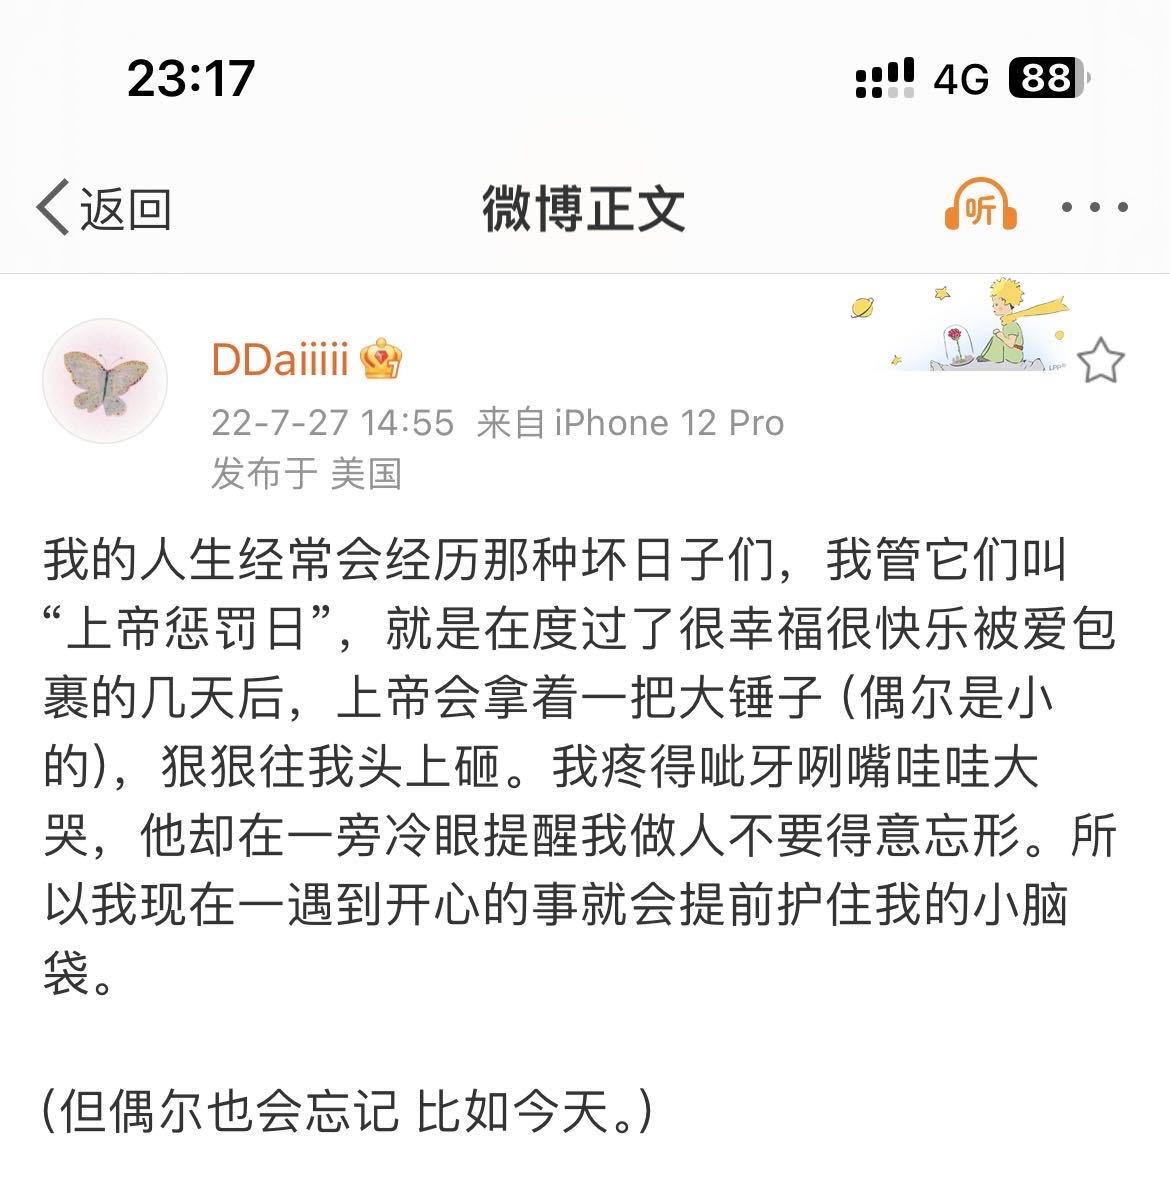 23:17 4G 88
返回 微博正文 听
DDaiiiii
22-7-27 14:55 来自 iPhone 12 Pro
发布于 美国
我的人生经常会经历那种坏日子们，我管它们叫
“上帝惩罚日”，就是在度过了很幸福很快乐被爱包
裹的几天后，上帝会拿着一把大锤子 (偶尔是小
的)，狠狠往我头上砸。我疼得呲牙咧嘴哇哇大
哭，他却在一旁冷眼提醒我做人不要得意忘形。所
以我现在一遇到开心的事就会提前护住我的小脑
袋。
(但偶尔也会忘记 比如今天。)